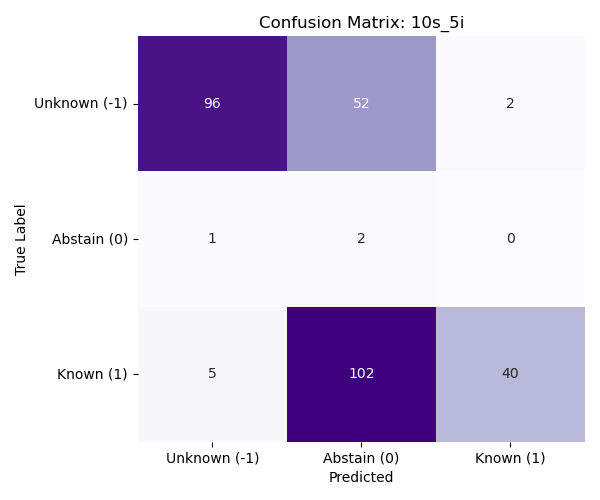 Confusion Matrix: 10s_5i
True Label
Unknown (-1) 96 52 2
Abstain (0) 1 2 0
Known (1) 5 102 40
Unknown (-1) Abstain (0) Known (1)
Predicted